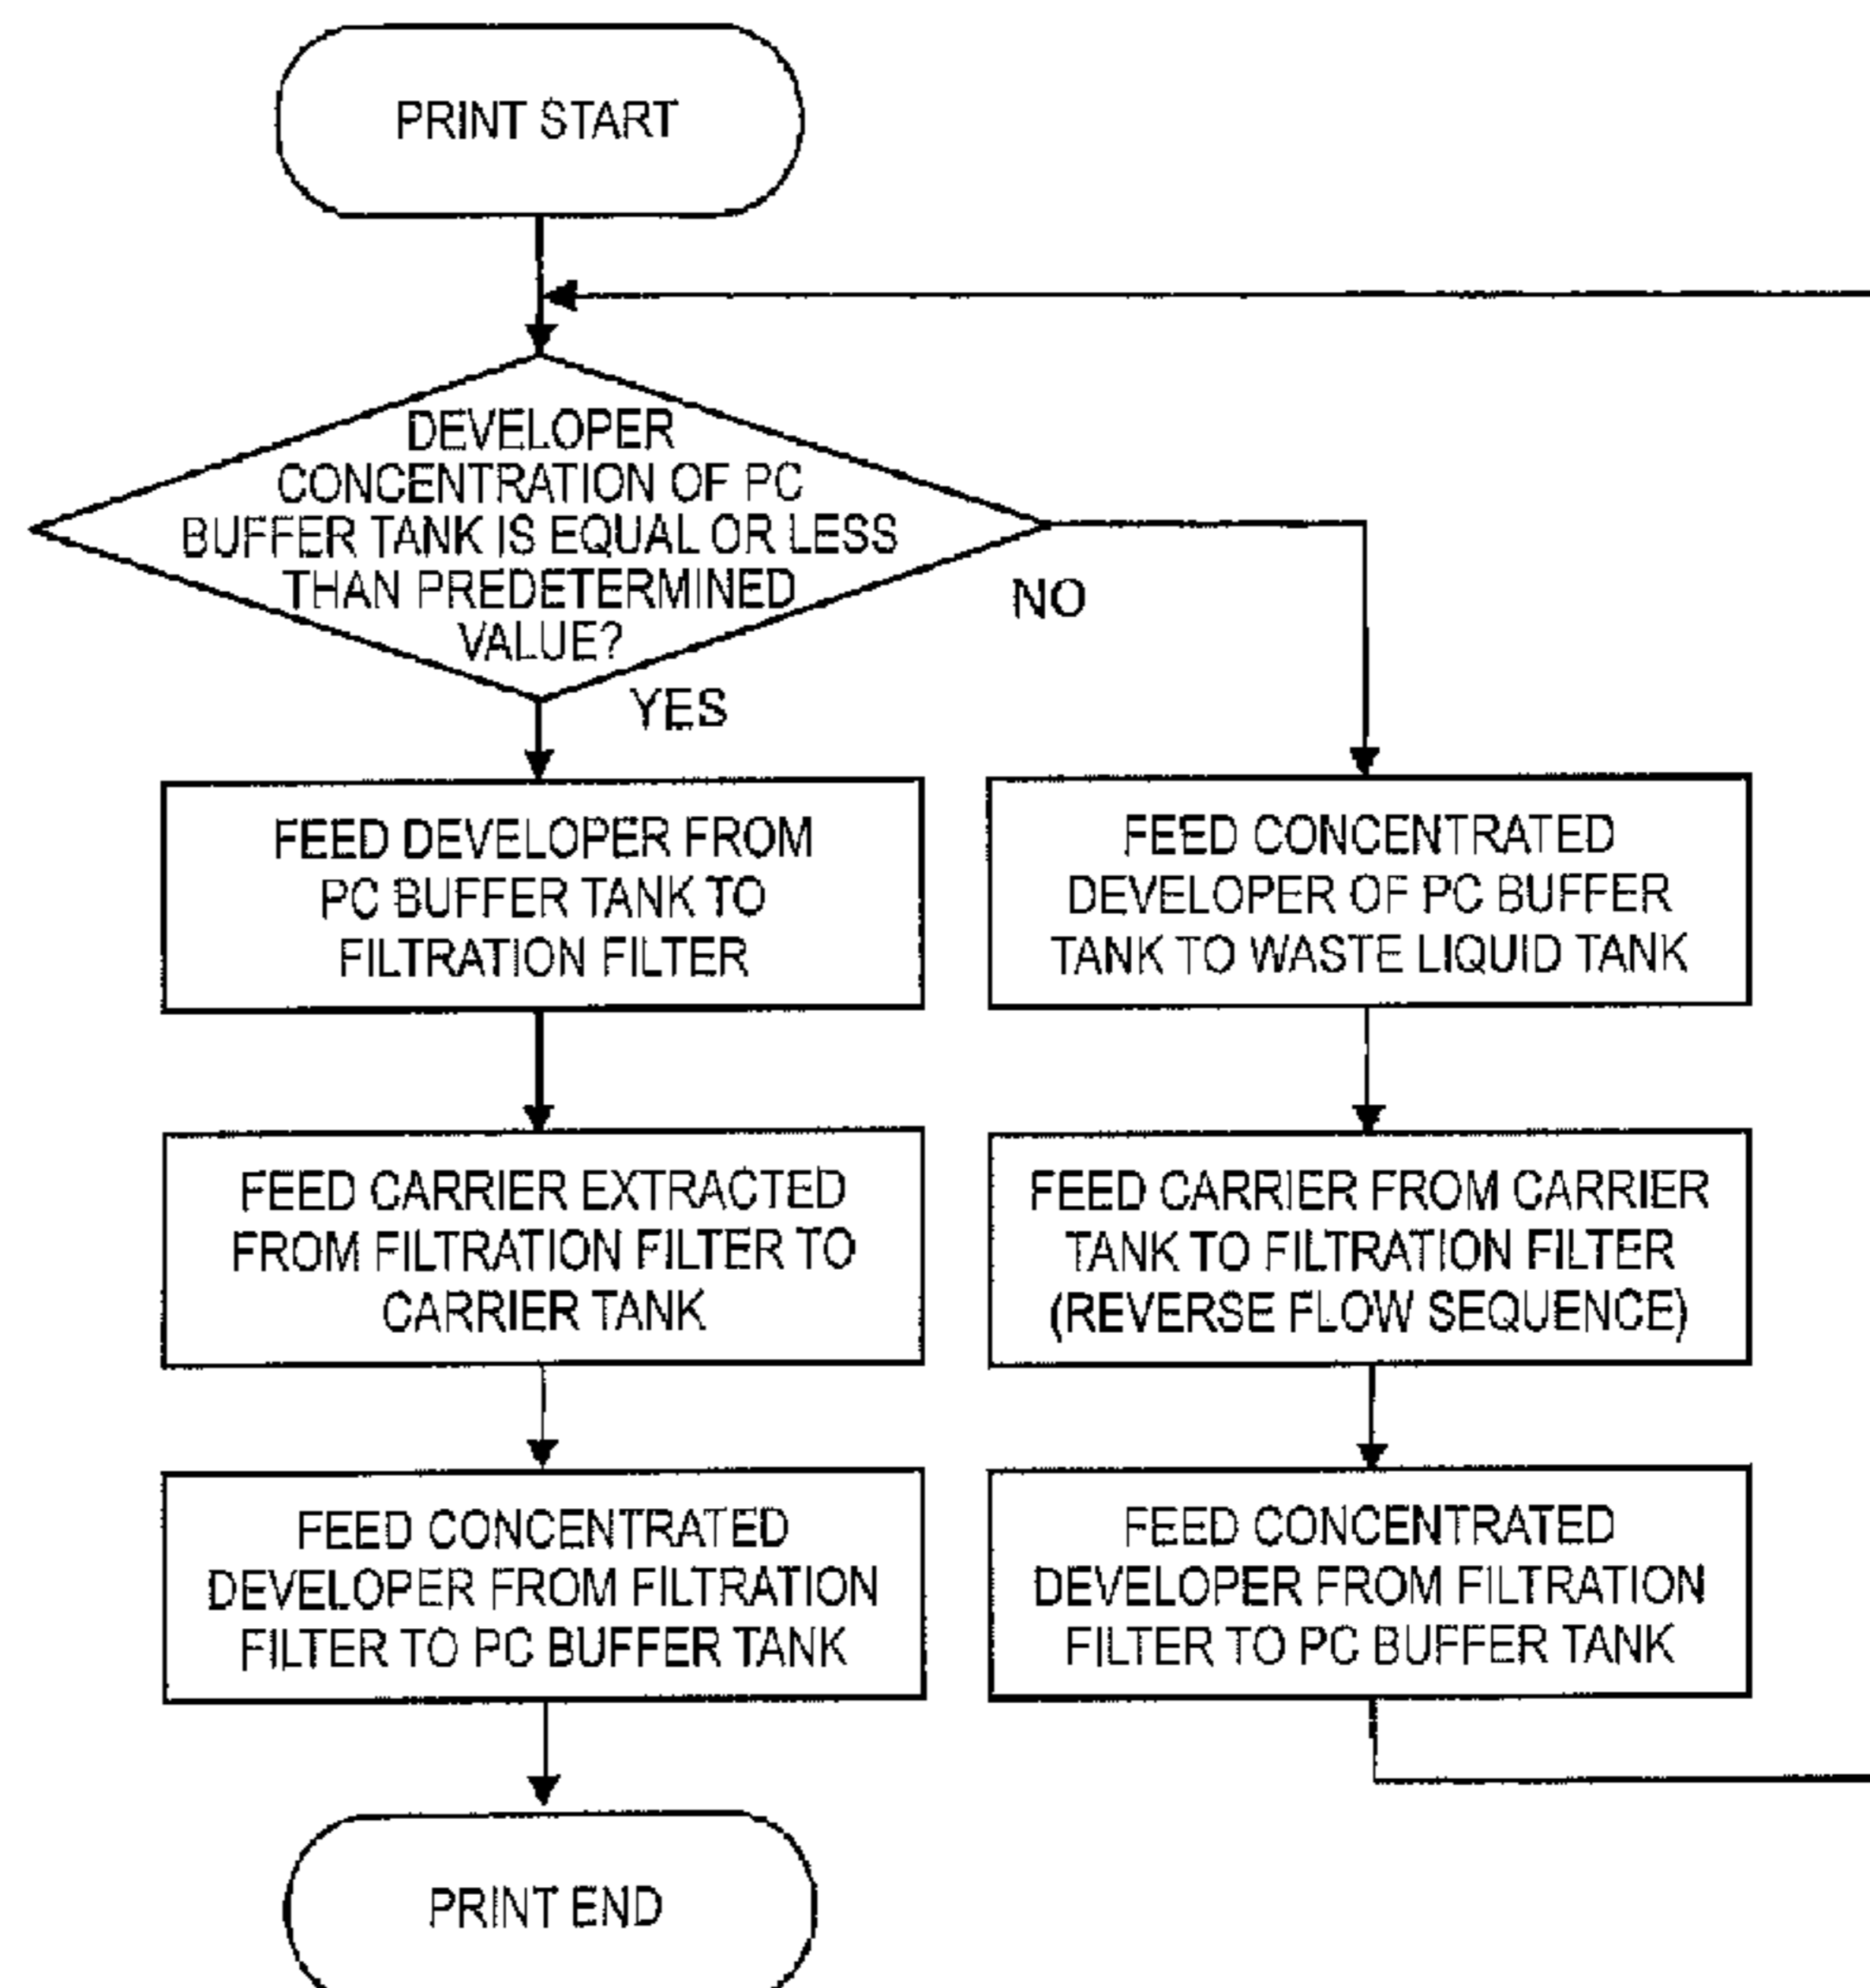 PRINT START
DEVELOPER
CONCENTRATION OF PC
BUFFER TANK IS EQUAL OR LESS
THAN PREDETERMINED
VALUE?
NO
YES
FEED DEVELOPER FROM
PC BUFFER TANK TO
FILTRATION FILTER
FEED CONCENTRATED
DEVELOPER OF PC BUFFER
TANK TO WASTE LIQUID TANK
FEED CARRIER EXTRACTED
FROM FILTRATION FILTER TO
CARRIER TANK
FEED CARRIER FROM CARRIER
TANK TO FILTRATION FILTER
(REVERSE FLOW SEQUENCE)
FEED CONCENTRATED
DEVELOPER FROM FILTRATION
FILTER TO PC BUFFER TANK
FEED CONCENTRATED
DEVELOPER FROM FILTRATION
FILTER TO PC BUFFER TANK
PRINT END